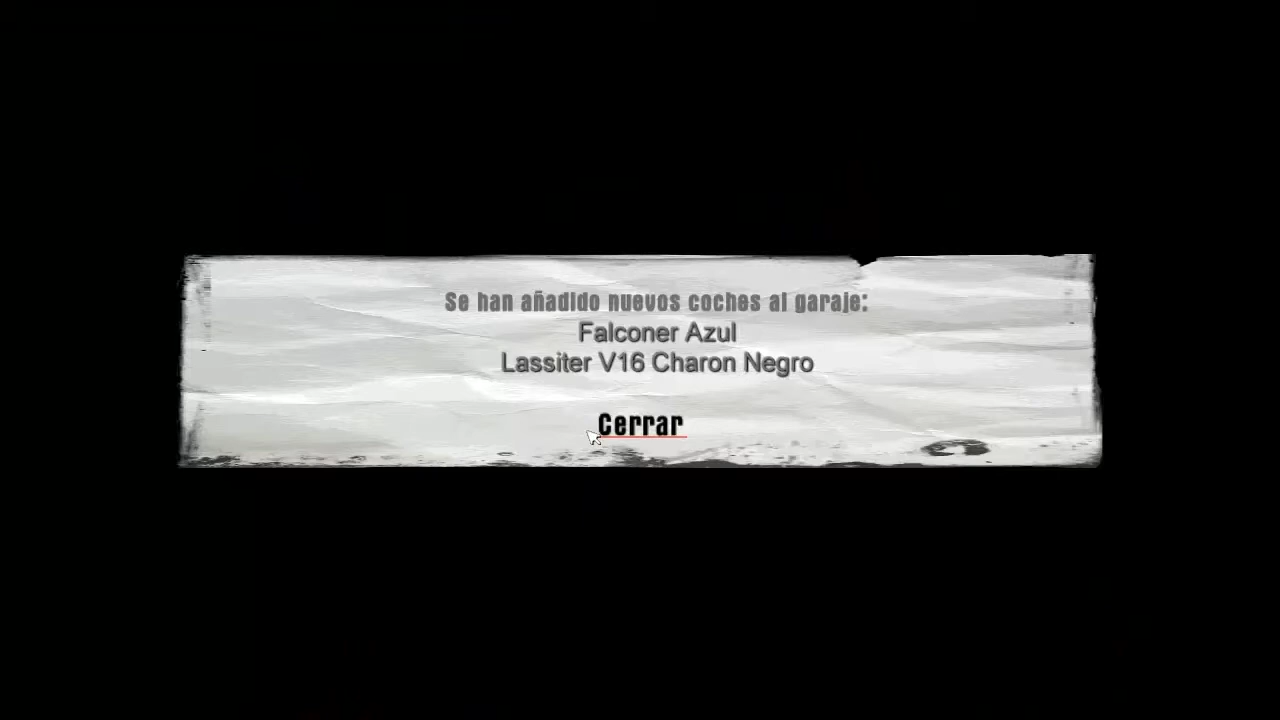 Se han añadido nuevos coches al garaje:
Falconer Azul
Lassiter V16 Charon Negro
Cerrar